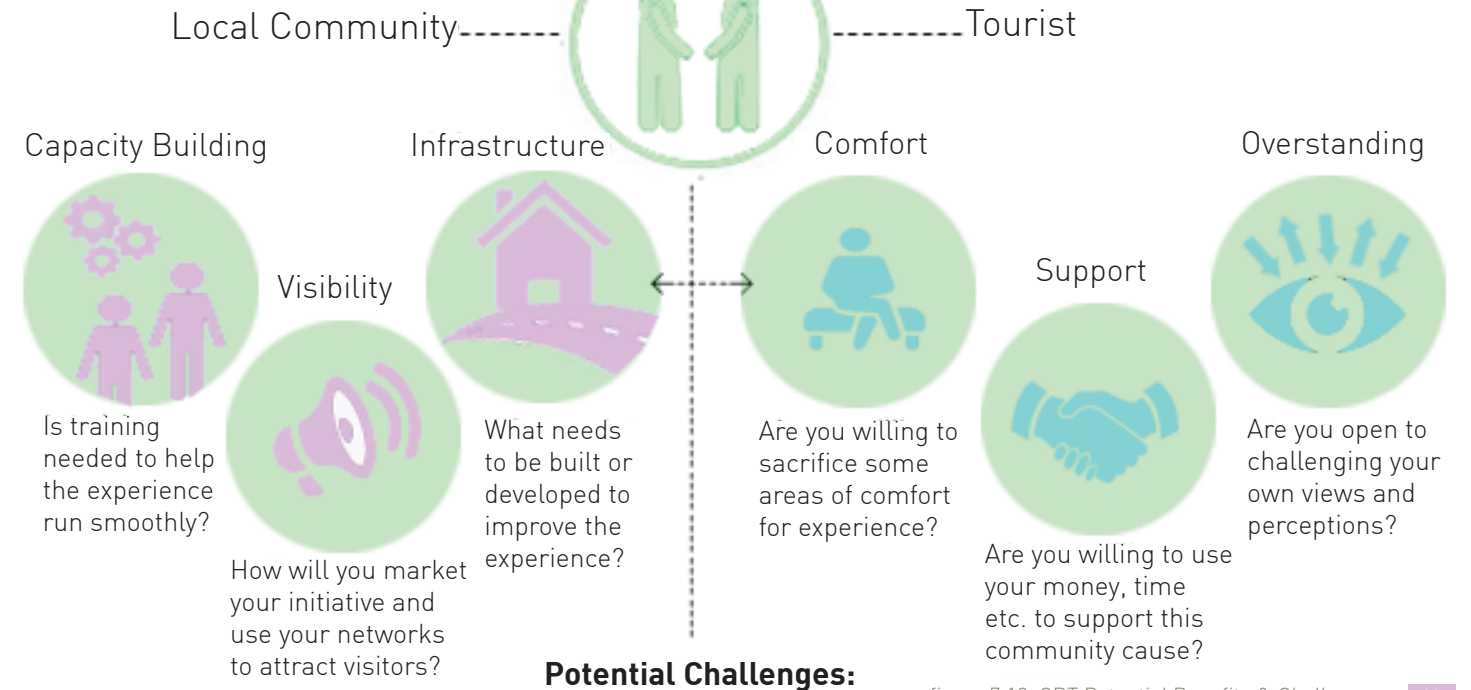 Local Community
Tourist
Capacity Building
Is training
needed to help
the experience
run smoothly?
Visibility
How will you market
your initiative and
use your networks
to attract visitors?
Infrastructure
What needs
to be built or
developed to
improve the
experience?
Comfort
Are you willing to
sacrifice some
areas of comfort
for experience?
Support
Are you willing to use
your money, time
etc. to support this
community cause?
Overstanding
Are you open to
challenging your
own views and
perceptions?
Potential Challenges: